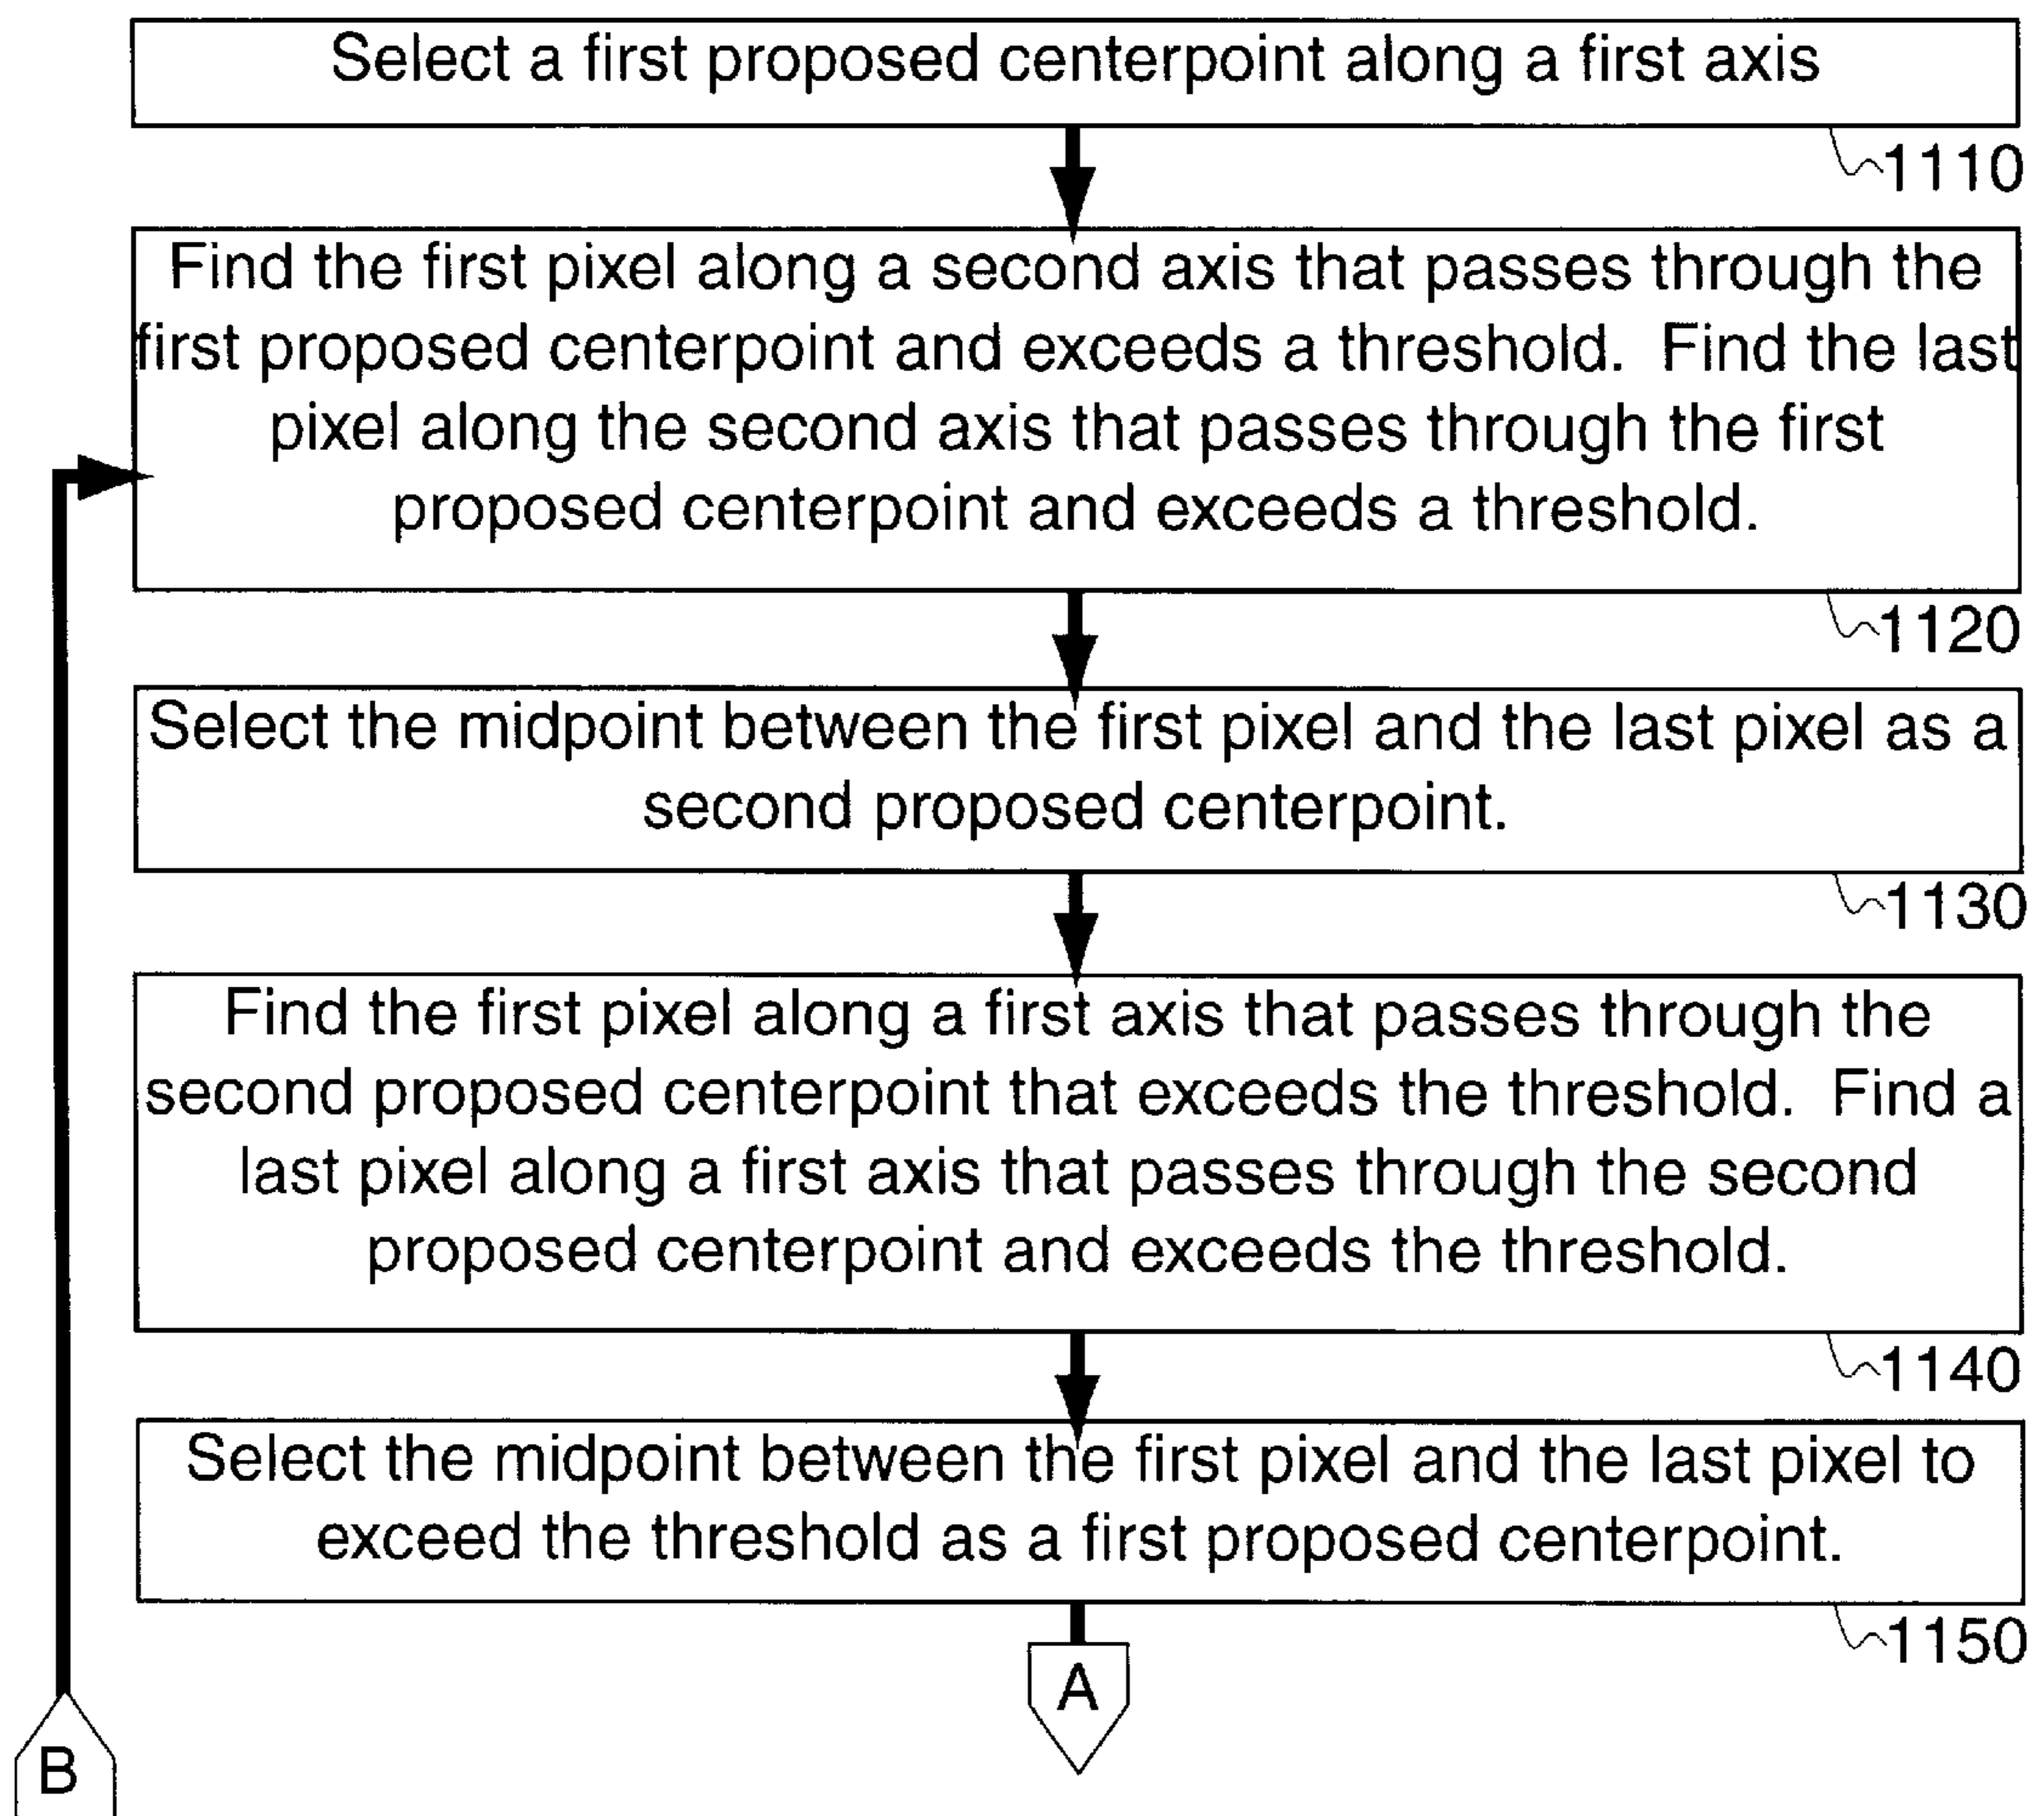 Select a first proposed centerpoint along a first axis
1110
Find the first pixel along a second axis that passes through the
first proposed centerpoint and exceeds a threshold.  Find the last
pixel along the second axis that passes through the first
proposed centerpoint and exceeds a threshold.
1120
Select the midpoint between the first pixel and the last pixel as a
second proposed centerpoint.
1130
Find the first pixel along a first axis that passes through the
second proposed centerpoint that exceeds the threshold.  Find a
last pixel along a first axis that passes through the second
proposed centerpoint and exceeds the threshold.
1140
Select the midpoint between the first pixel and the last pixel to
exceed the threshold as a first proposed centerpoint.
1150
A
B